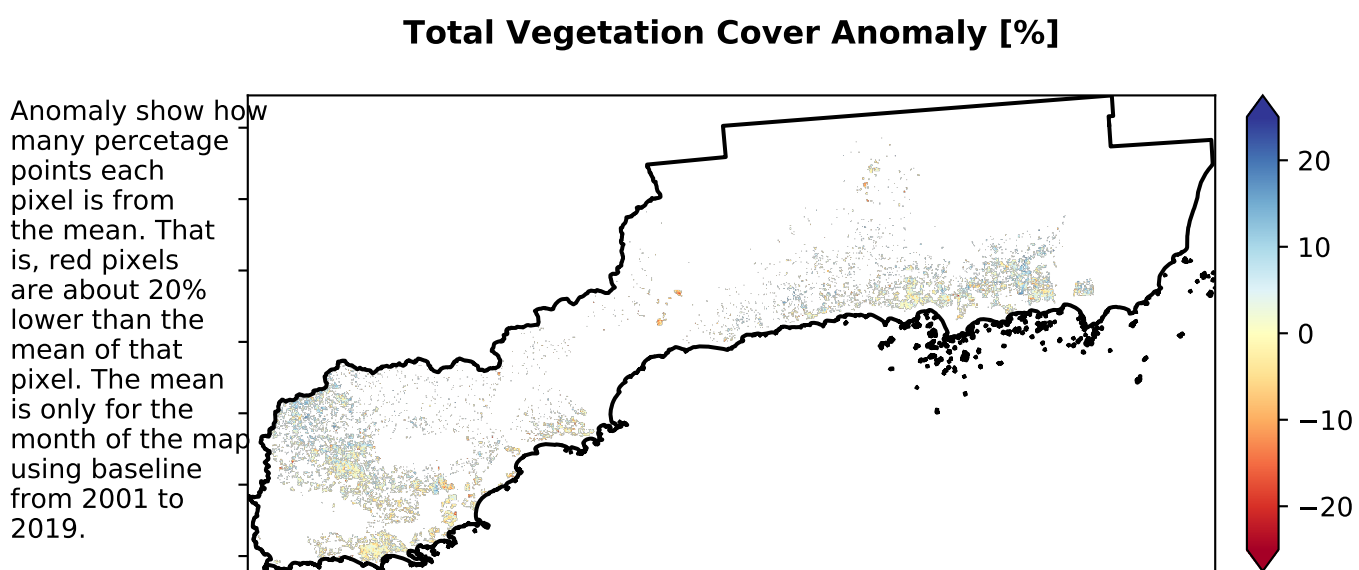 Total Vegetation Cover Anomaly [%]
Anomaly show how
many percetage
points each
pixel is from
the mean. That
is, red pixels
are about 20%
lower than the
mean of that
pixel. The mean
is only for the
month of the map
using baseline
from 2001 to
2019.
20
10
0
−10
−20